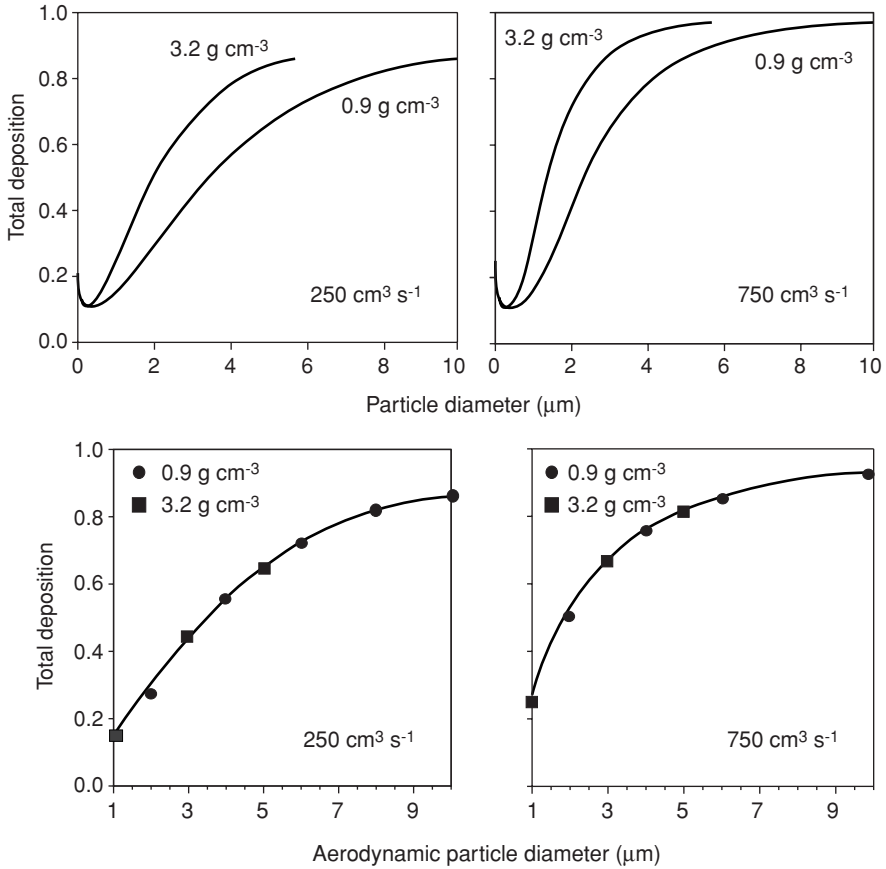 Total deposition
1.0
0.8
0.6
0.4
0.2
0.0
3.2 g cm-3
0.9 g cm-3
250 cm3 s-1
0 2 4 6 8 10
3.2 g cm-3
0.9 g cm-3
750 cm3 s-1
0 2 4 6 8 10
Particle diameter (μm)
Total deposition
1.0
0.8
0.6
0.4
0.2
0.0
0.9 g cm-3
3.2 g cm-3
250 cm3 s-1
1 3 5 7 9
0.9 g cm-3
3.2 g cm-3
750 cm3 s-1
1 3 5 7 9
Aerodynamic particle diameter (μm)